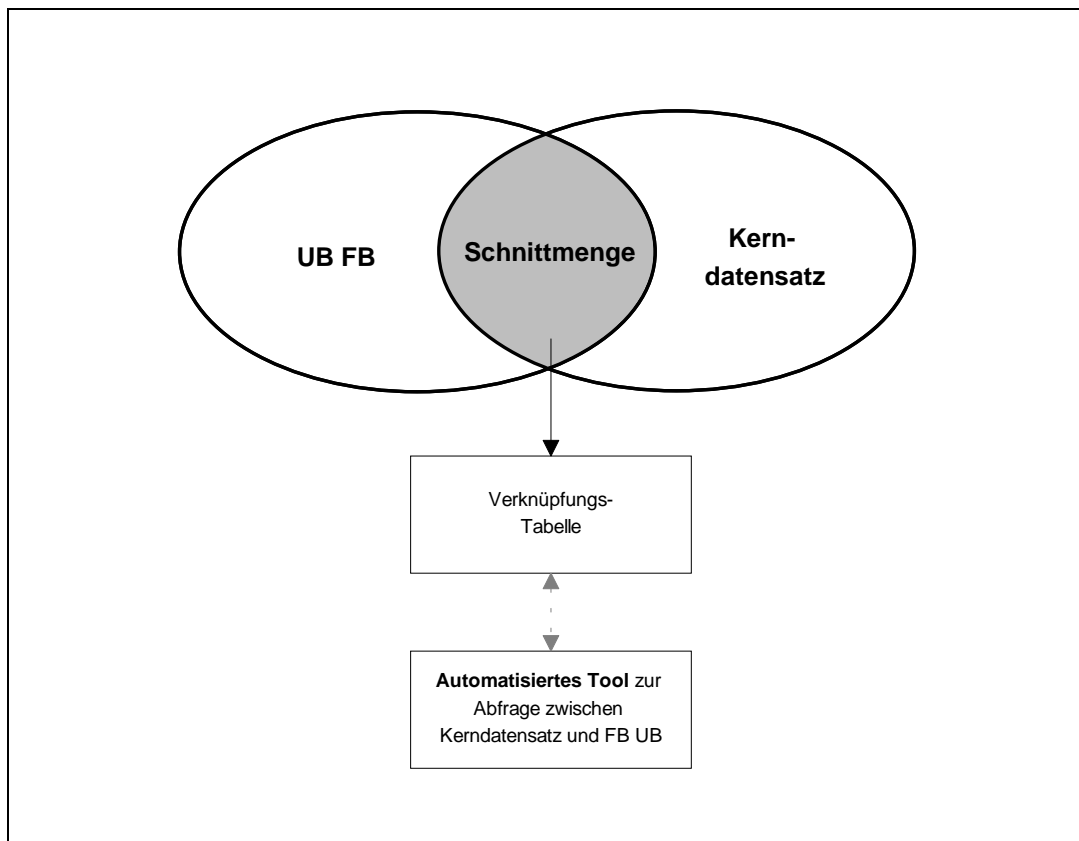 UB FB
Schnittmenge
Kern-
datensatz
Verknüpfungs-
Tabelle
Automatisiertes Tool zur
Abfrage zwischen
Kerndatensatz und FB UB